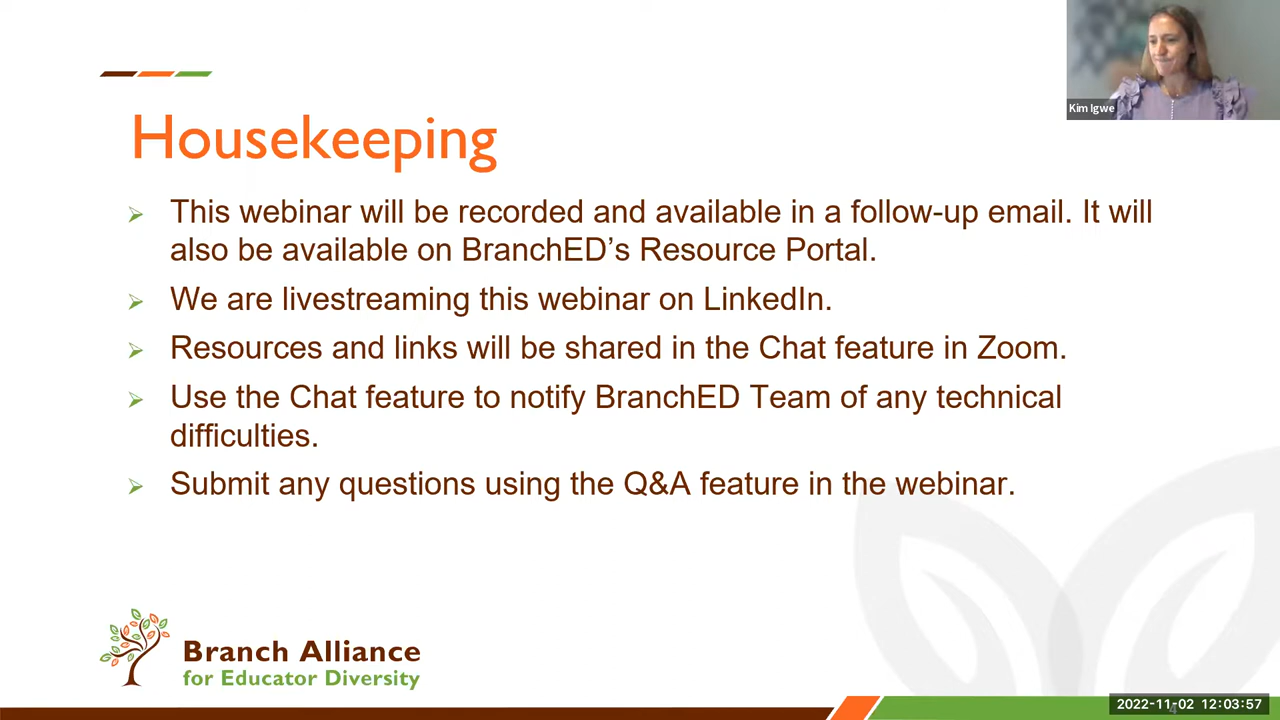 Kim Igwe
Housekeeping
➢ This webinar will be recorded and available in a follow-up email. It will
also be available on BranchED’s Resource Portal.
➢ We are livestreaming this webinar on LinkedIn.
➢ Resources and links will be shared in the Chat feature in Zoom.
➢ Use the Chat feature to notify BranchED Team of any technical
difficulties.
➢ Submit any questions using the Q&A feature in the webinar.
Branch Alliance
for Educator Diversity
2022-11-02 12:03:57